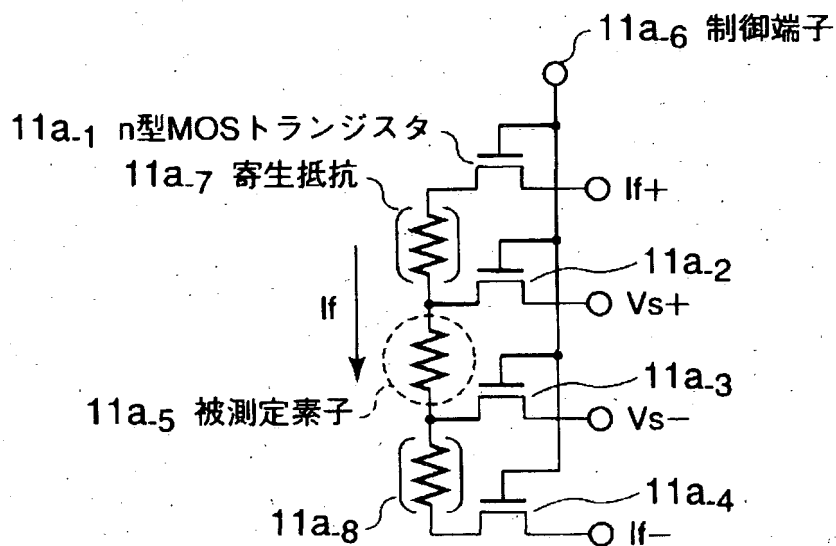 11a-6 制御端子
11a-1 n型MOSトランジスタ
11a-7 寄生抵抗
If+
11a-2
If
Vs+
11a-3
11a-5 被測定素子
Vs−
11a-4
11a-8
If−